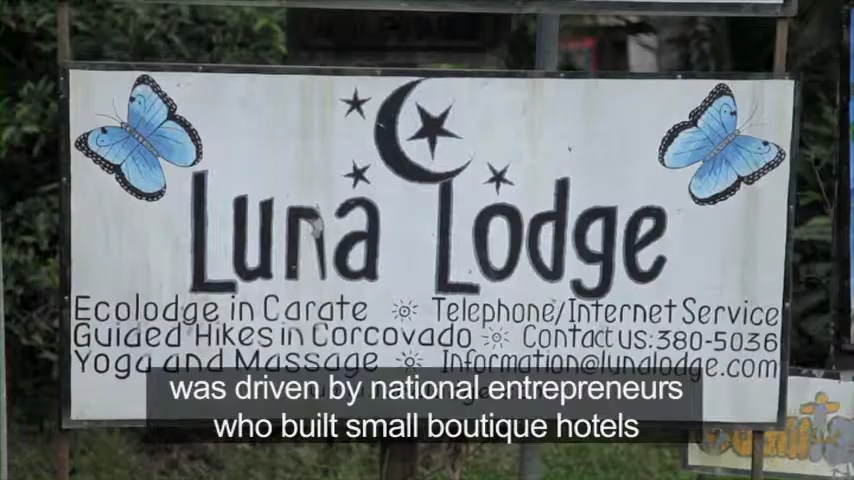 Luna Lodge
Ecolodge in Carate Telephone/Internet Service
Guided Hikes in Corcovado Contact us: 380-5036
Yoga and Massage Information@lunalodge.com
was driven by national entrepreneurs
who built small boutique hotels